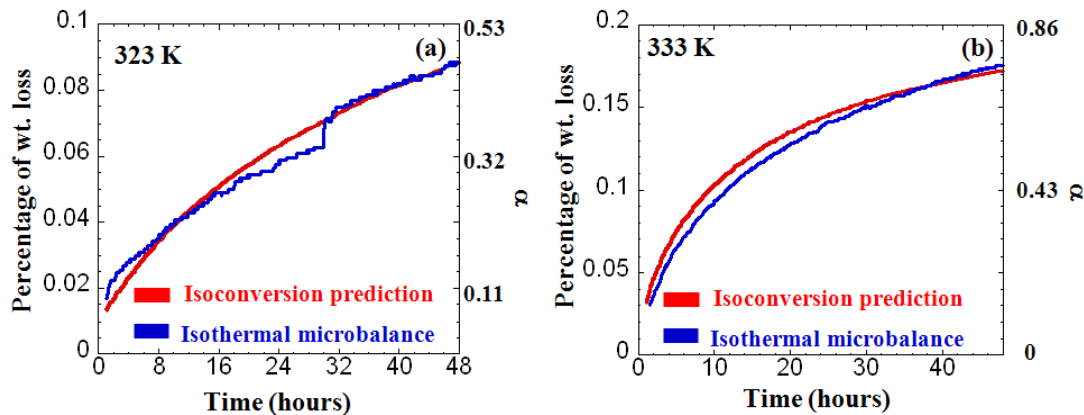 323 K
(a)
Percentage of wt. loss
0.1
0.08
0.06
0.04
0.02
0
0.53
0.32
0.11
α
Isoconversion prediction
Isothermal microbalance
0 8 16 24 32 40 48
Time (hours)
333 K
(b)
Percentage of wt. loss
0.2
0.15
0.1
0.05
0
0.86
0.43
0
α
Isoconversion prediction
Isothermal microbalance
0 10 20 30 40
Time (hours)